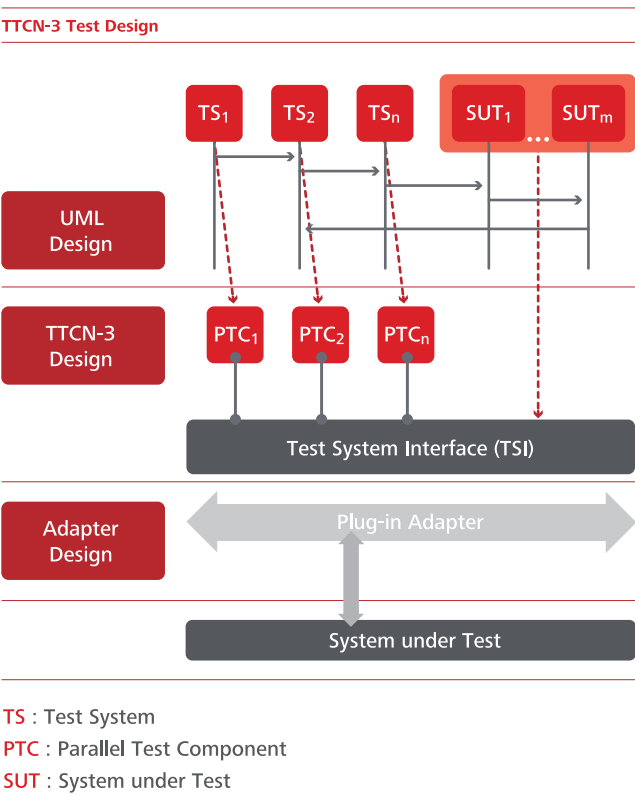 TTCN-3 Test Design
TS1 TS2 TSn SUT1 ... SUTm
UML
Design
TTCN-3
Design
PTC1 PTC2 PTCn
Test System Interface (TSI)
Adapter
Design
Plug-in Adapter
System under Test
TS : Test System
PTC : Parallel Test Component
SUT : System under Test